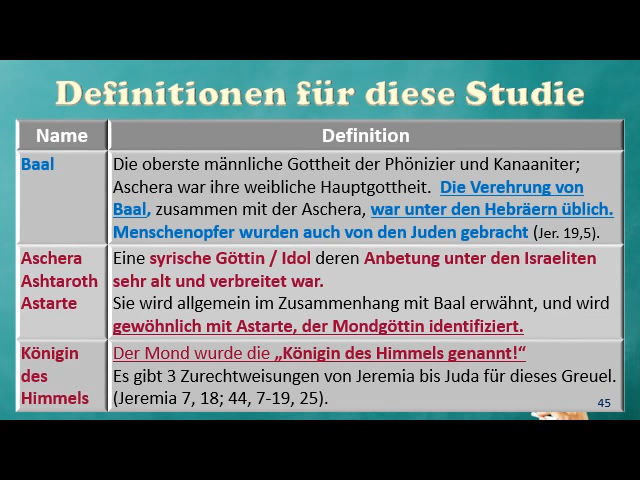 Definitionen für diese Studie
Name
Definition
Baal
Die oberste männliche Gottheit der Phönizier und Kanaaniter;
Aschera war ihre weibliche Hauptgottheit. Die Verehrung von
Baal, zusammen mit der Aschera, war unter den Hebräern üblich.
Menschenopfer wurden auch von den Juden gebracht (Jer. 19,5).
Aschera
Ashtaroth
Astarte
Eine syrische Göttin / Idol deren Anbetung unter den Israeliten
sehr alt und verbreitet war.
Sie wird allgemein im Zusammenhang mit Baal erwähnt, und wird
gewöhnlich mit Astarte, der Mondgöttin identifiziert.
Königin
des
Himmels
Der Mond wurde die „Königin des Himmels genannt!“
Es gibt 3 Zurechtweisungen von Jeremia bis Juda für dieses Greuel.
(Jeremia 7, 18; 44, 7-19, 25).
45